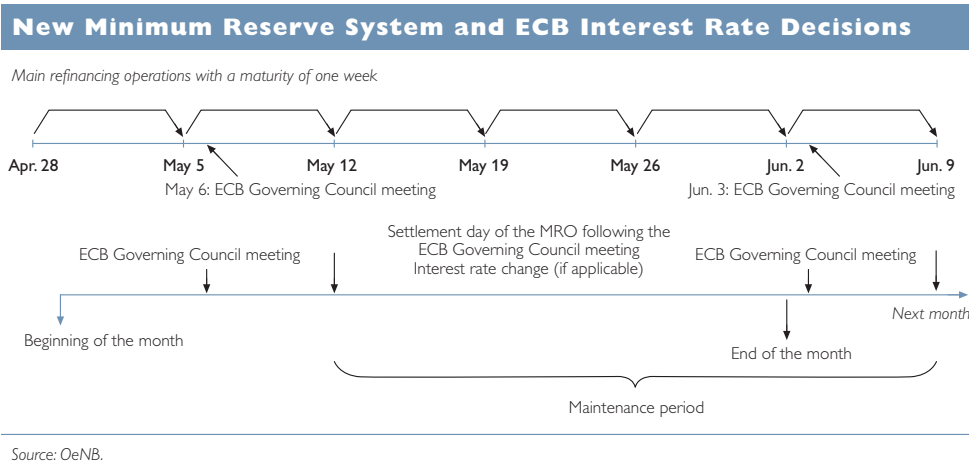 New Minimum Reserve System and ECB Interest Rate Decisions
Main refinancing operations with a maturity of one week
Apr. 28
May 5
May 12
May 19
May 26
Jun. 2
Jun. 9
May 6: ECB Governing Council meeting
Jun. 3: ECB Governing Council meeting
Settlement day of the MRO following the
ECB Governing Council meeting
Interest rate change (if applicable)
ECB Governing Council meeting
ECB Governing Council meeting
Next month
Beginning of the month
End of the month
Maintenance period
Source: OeNB.